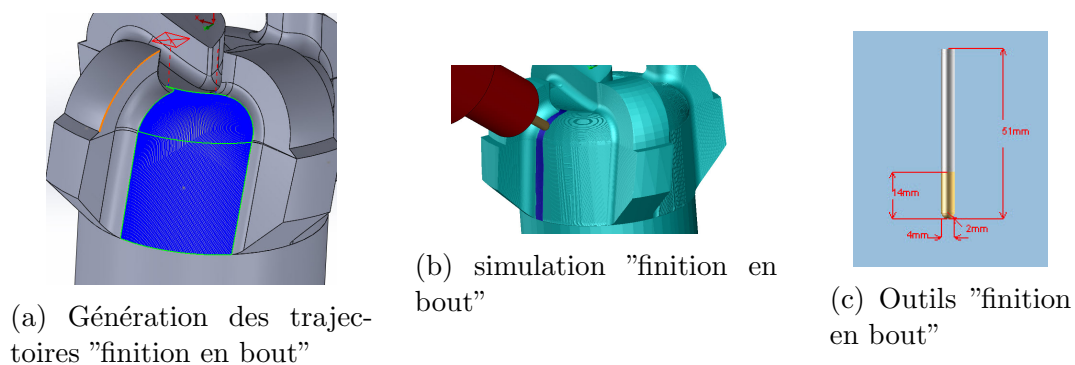 51mm
14mm
4mm
2mm
(a) Génération des trajec-
toires ”finition en bout”
(b) simulation ”finition en
bout”
(c) Outils ”finition
en bout”